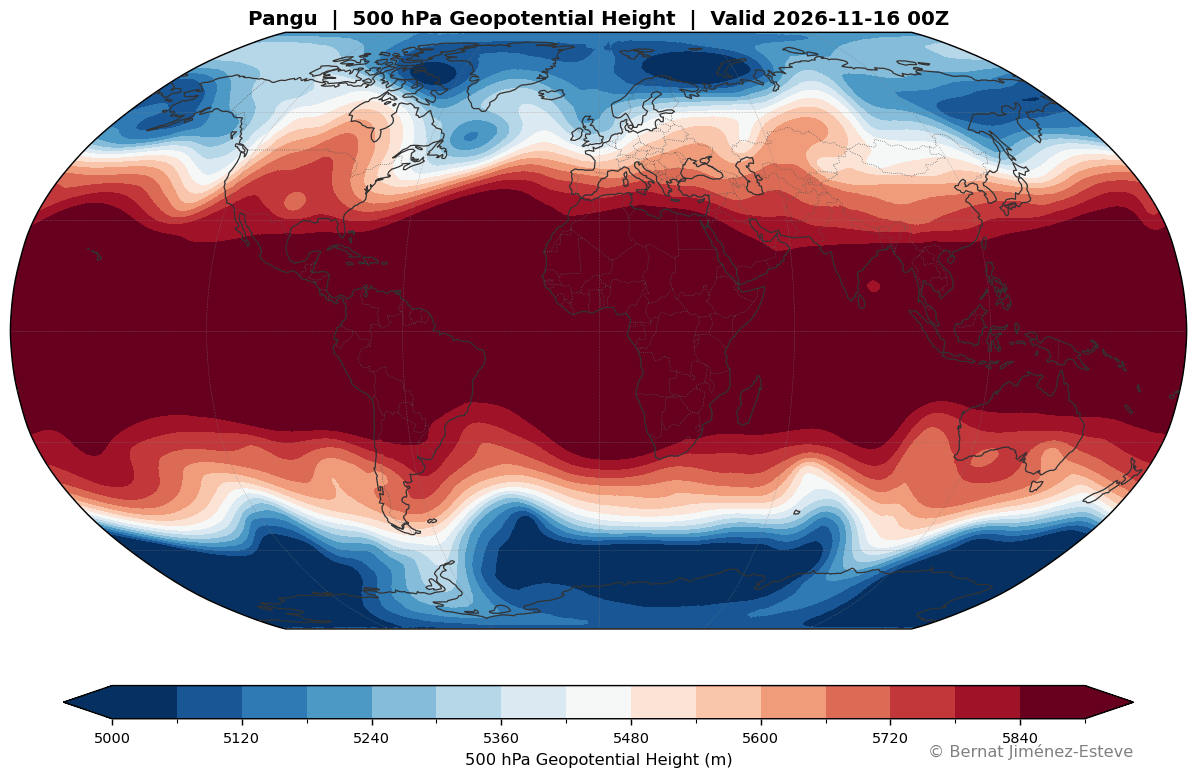 Pangu | 500 hPa Geopotential Height | Valid 2026-11-16 00Z
5000 5120 5240 5360 5480 5600 5720 5840
500 hPa Geopotential Height (m)
© Bernat Jiménez-Esteve